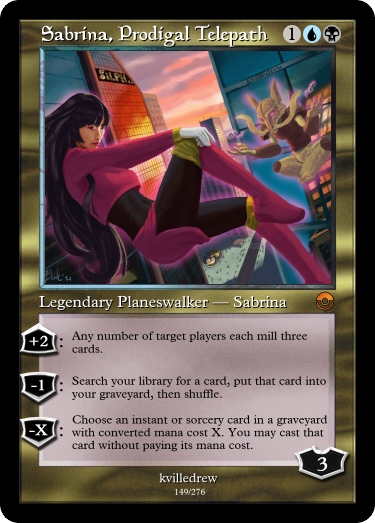 Sabrina, Prodigal Telepath 1
SILPH
Legendary Planeswalker — Sabrina
+2: Any number of target players each mill three
cards.
-1: Search your library for a card, put that card into
your graveyard, then shuffle.
-X: Choose an instant or sorcery card in a graveyard
with converted mana cost X. You may cast that
card without paying its mana cost.
3
kvilledrew
149/276